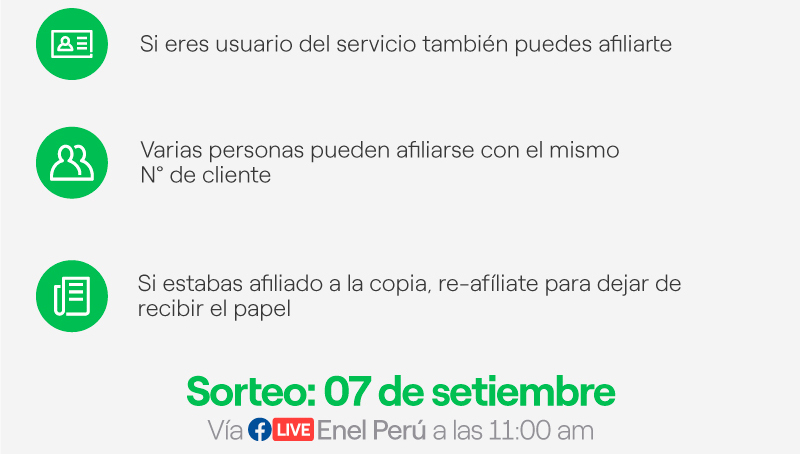 Si eres usuario del servicio también puedes afiliarte
Varias personas pueden afiliarse con el mismo
N° de cliente
Si estabas afiliado a la copia, re-afíliate para dejar de
recibir el papel
Sorteo: 07 de setiembre
Vía f LIVE Enel Perú a las 11:00 am